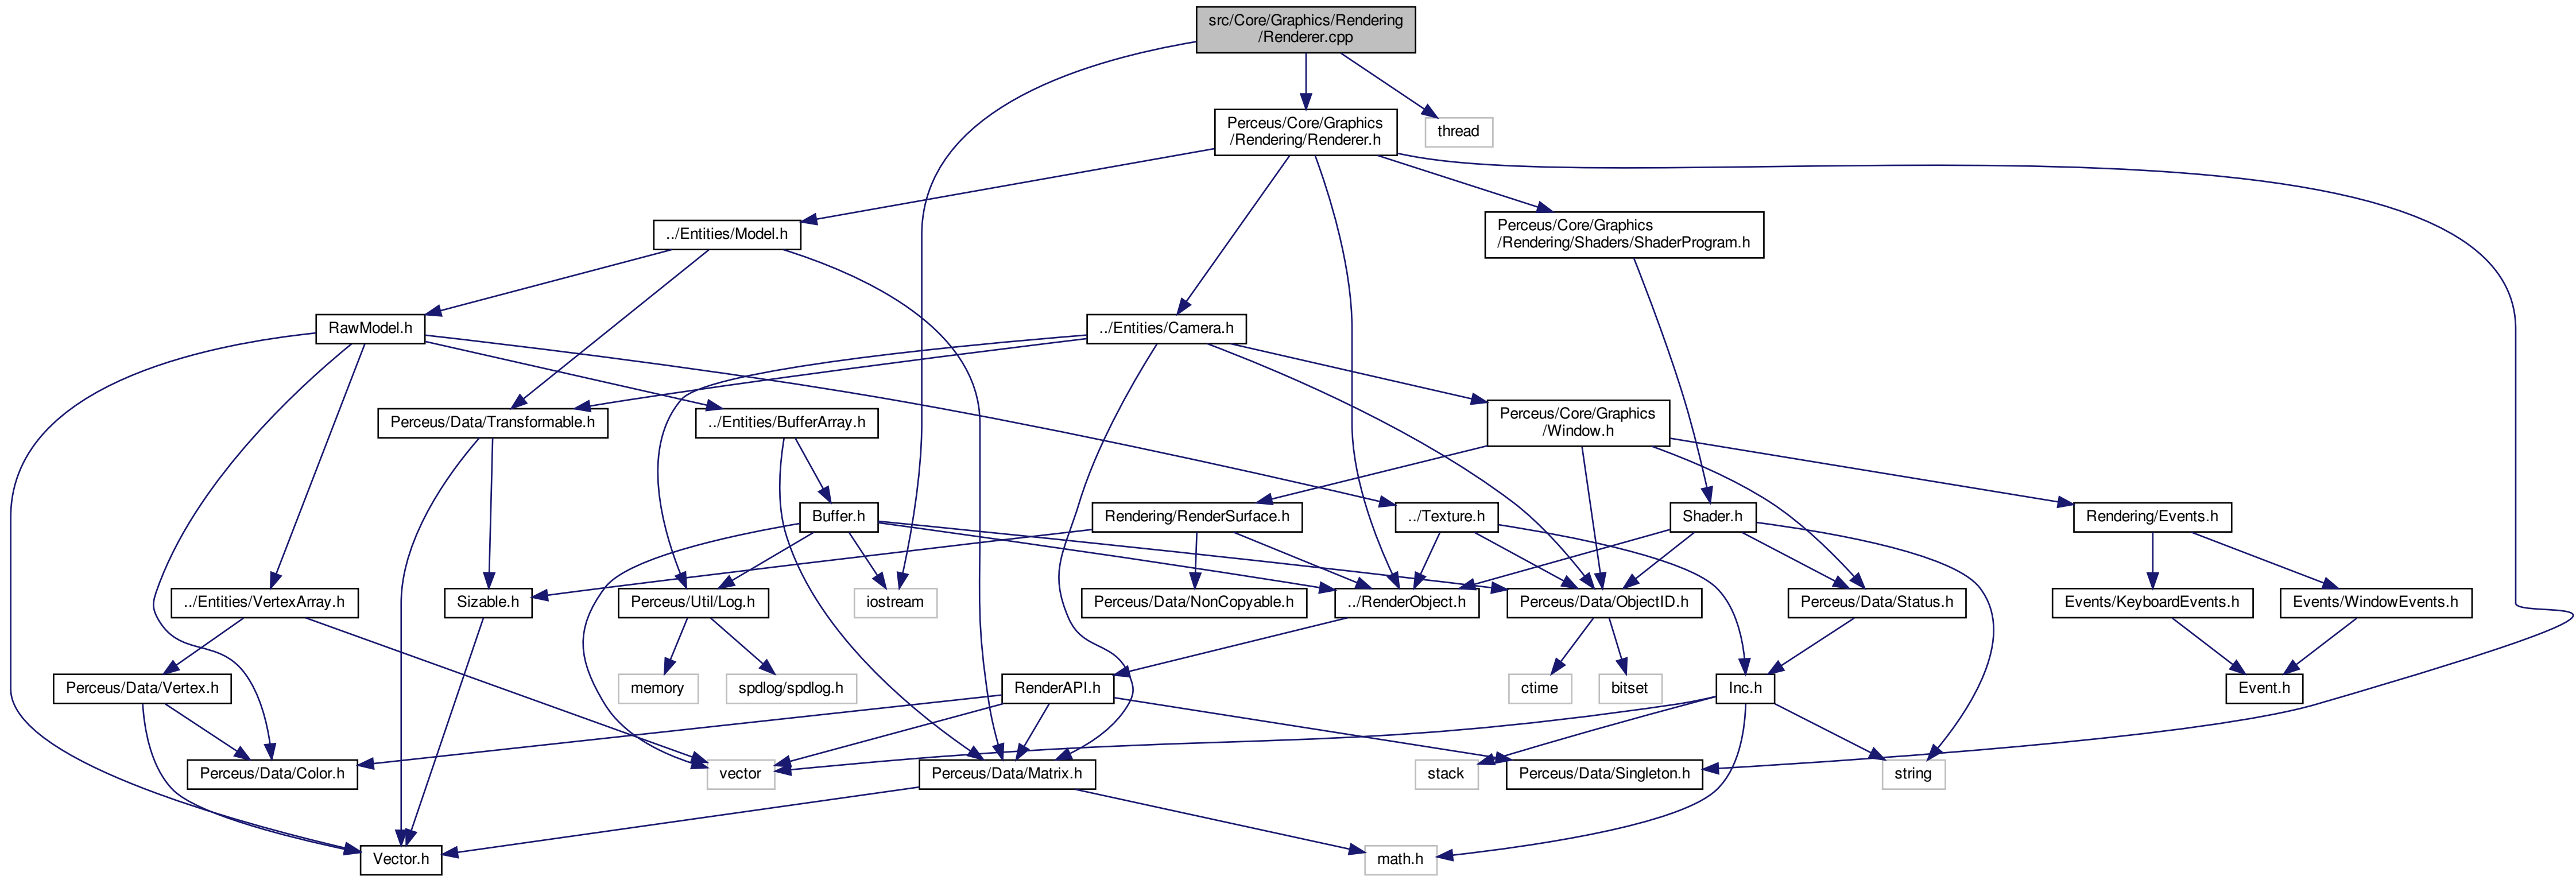 src/Core/Graphics/Rendering
/Renderer.cpp
Perceus/Core/Graphics
/Rendering/Renderer.h
thread
../Entities/Model.h
Perceus/Core/Graphics
/Rendering/Shaders/ShaderProgram.h
RawModel.h
../Entities/Camera.h
Perceus/Data/Transformable.h
../Entities/BufferArray.h
Perceus/Core/Graphics
/Window.h
Buffer.h
Rendering/RenderSurface.h
../Texture.h
Shader.h
Rendering/Events.h
../Entities/VertexArray.h
Sizable.h
Perceus/Util/Log.h
iostream
Perceus/Data/NonCopyable.h
../RenderObject.h
Perceus/Data/ObjectID.h
Perceus/Data/Status.h
Events/KeyboardEvents.h
Events/WindowEvents.h
Perceus/Data/Vertex.h
memory
spdlog/spdlog.h
RenderAPI.h
ctime
bitset
Inc.h
Event.h
Perceus/Data/Color.h
vector
Perceus/Data/Matrix.h
stack
Perceus/Data/Singleton.h
string
Vector.h
math.h